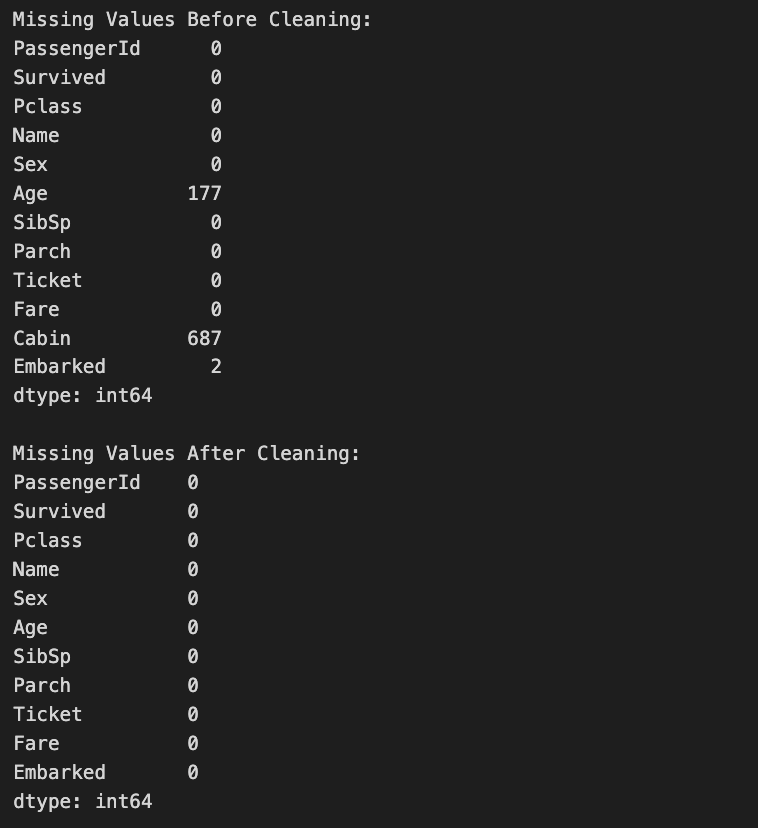 Missing Values Before Cleaning:
PassengerId      0
Survived         0
Pclass           0
Name             0
Sex              0
Age            177
SibSp            0
Parch            0
Ticket           0
Fare             0
Cabin          687
Embarked         2
dtype: int64

Missing Values After Cleaning:
PassengerId    0
Survived       0
Pclass         0
Name           0
Sex            0
Age            0
SibSp          0
Parch          0
Ticket         0
Fare           0
Embarked       0
dtype: int64